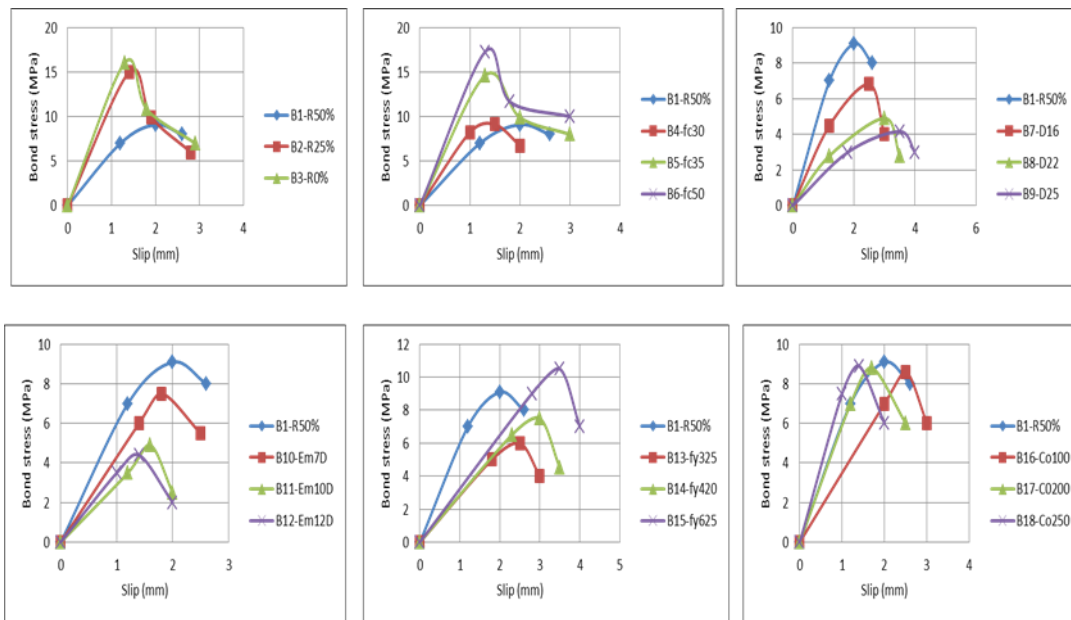 Bond stress (MPa)
20
15
10
5
0
0 1 2 3 4
Slip (mm)
B1-R50%
B2-R25%
B3-R0%
Bond stress (MPa)
20
15
10
5
0
0 1 2 3 4
Slip (mm)
B1-R50%
B4-fc30
B5-fc35
B6-fc50
Bond stress (MPa)
10
8
6
4
2
0
0 2 4 6
Slip (mm)
B1-R50%
B7-D16
B8-D22
B9-D25
Bond stress (MPa)
10
8
6
4
2
0
0 1 2 3
Slip (mm)
B1-R50%
B10-Em7D
B11-Em10D
B12-Em12D
Bond stress (MPa)
12
10
8
6
4
2
0
0 1 2 3 4 5
Slip (mm)
B1-R50%
B13-fy325
B14-fy420
B15-fy625
Bond stress (MPa)
10
8
6
4
2
0
0 1 2 3 4
Slip (mm)
B1-R50%
B16-Co100
B17-C0200
B18-Co250